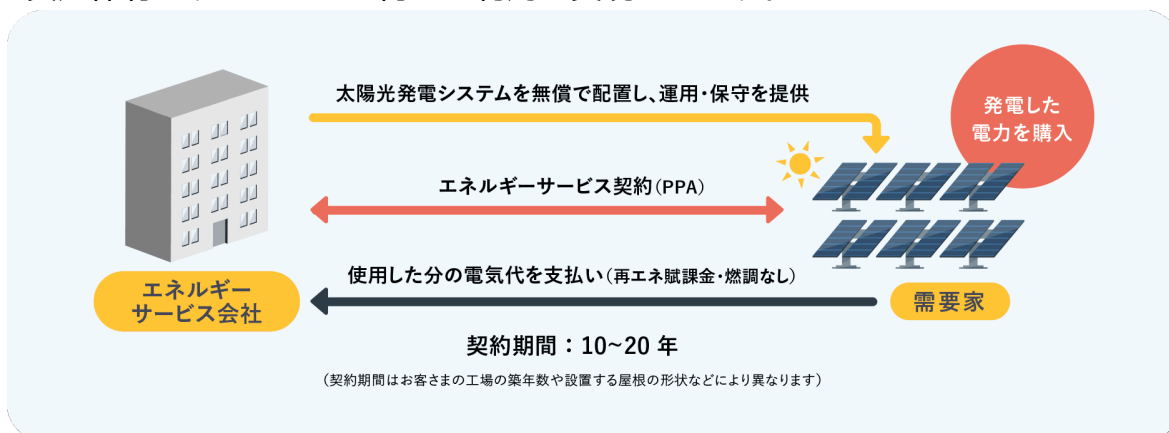 太陽光発電システムを無償で配置し、運用・保守を提供
発電した
電力を購入
エネルギーサービス契約(PPA)
使用した分の電気代を支払い(再エネ賦課金・燃調なし)
エネルギー
サービス会社
需要家
契約期間：10~20 年
(契約期間はお客さまの工場の築年数や設置する屋根の形状などにより異なります)